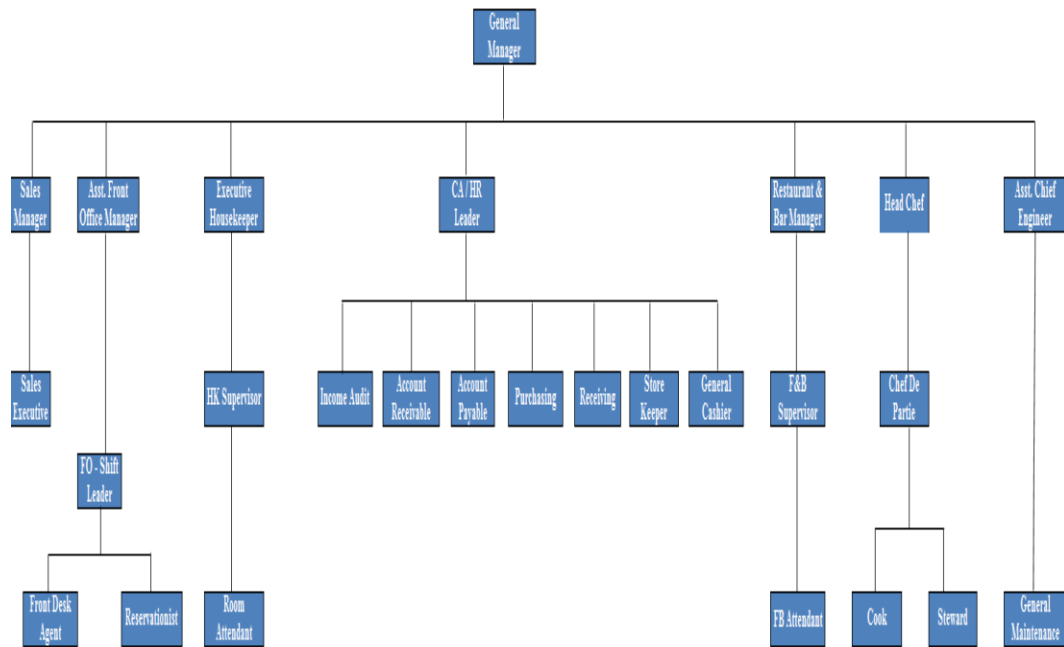 General
Manager
Sales
Manager
Asst. Front
Office Manager
Executive
Housekeeper
CA / HR
Leader
Restaurant &
Bar Manager
Head Chef
Asst. Chief
Engineer
Sales
Executive
HK Supervisor
Income Audit
Account
Receivable
Account
Payable
Purchasing
Receiving
Store
Keeper
General
Cashier
F&B
Supervisor
Chef De
Partie
FO - Shift
Leader
Front Desk
Agent
Reservationist
Room
Attendant
FB Attendant
Cook
Steward
General
Maintenance